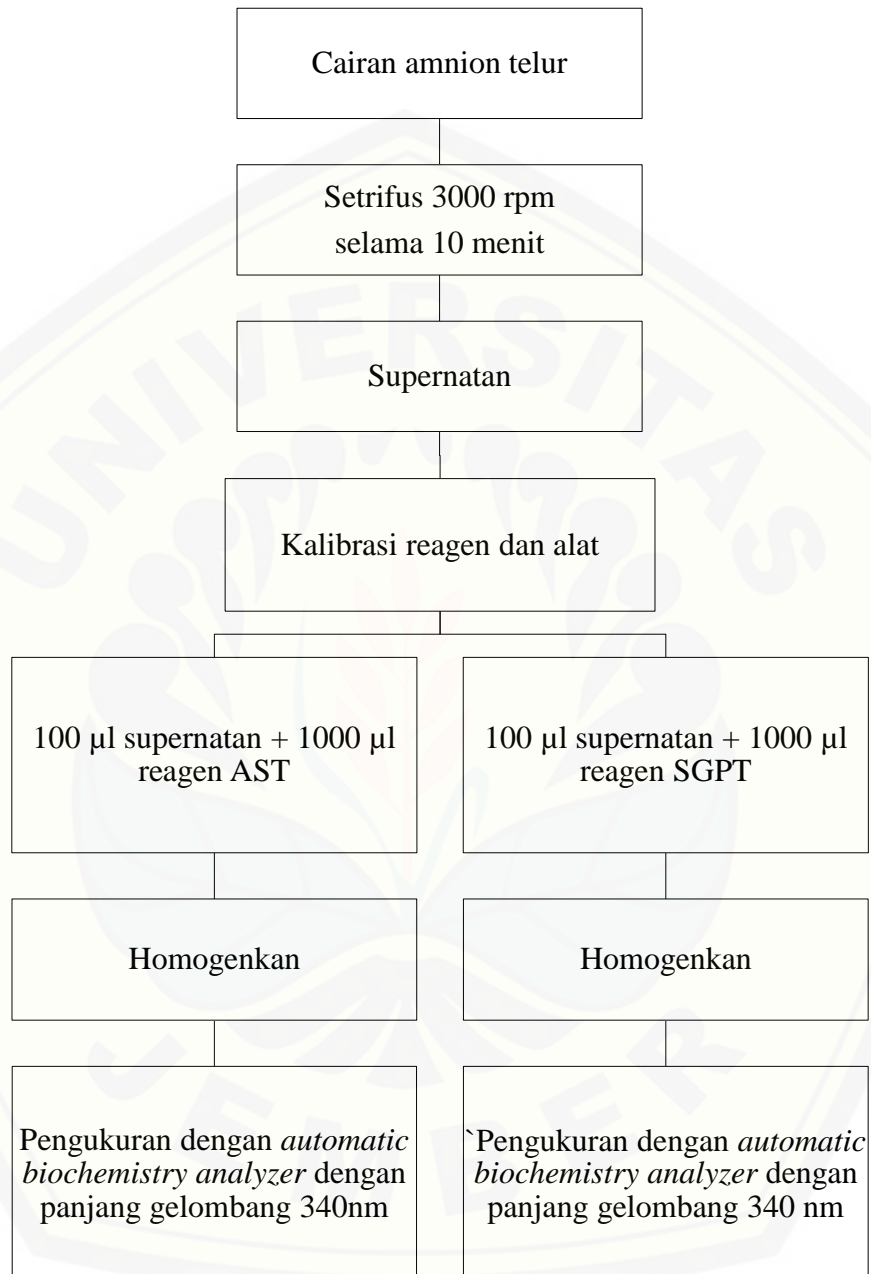 Cairan amnion telur
Setrifus 3000 rpm
selama 10 menit
UNIVERSITAS
Supernatan
Kalibrasi reagen dan alat
100 µl supernatan + 1000 µl
reagen AST
100 µl supernatan + 1000 µl
reagen SGPT
Homogenkan
Homogenkan
JEMBER
Pengukuran dengan automatic
biochemistry analyzer dengan
panjang gelombang 340nm
`Pengukuran dengan automatic
biochemistry analyzer dengan
panjang gelombang 340 nm